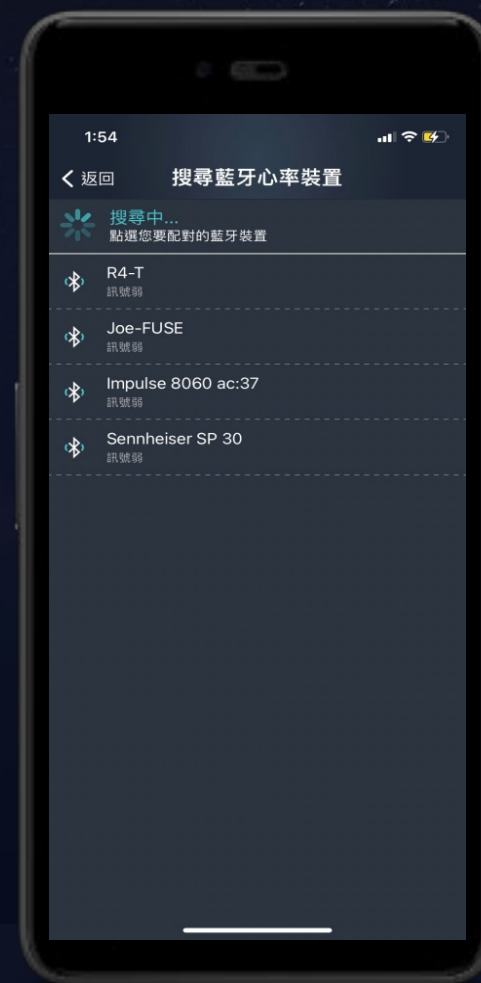 1:54
返回
搜尋藍牙心率裝置
搜尋中...
點選您要配對的藍牙裝置
R4-T
訊號弱
Joe-FUSE
訊號弱
Impulse 8060 ac:37
訊號弱
Sennheiser SP 30
訊號弱